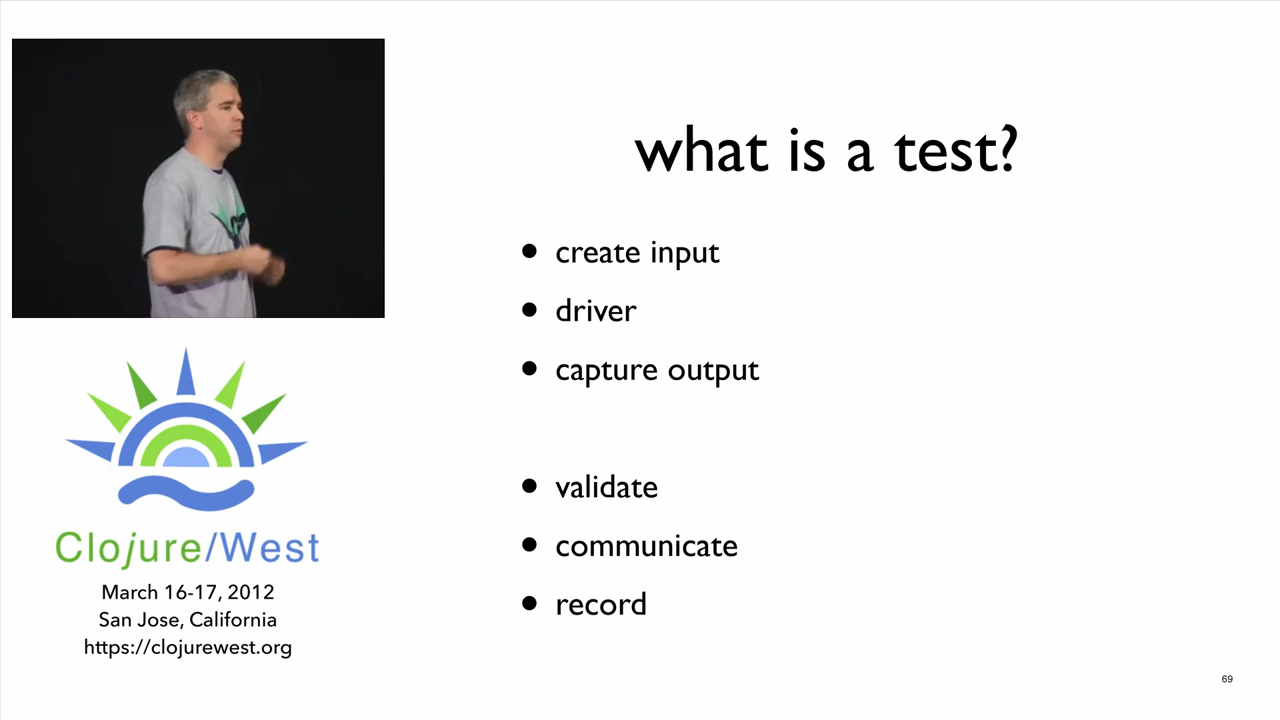 what is a test?
• create input
• driver
• capture output
• validate
• communicate
• record
Clojure/West
March 16-17, 2012
San Jose, California
https://clojurewest.org
69